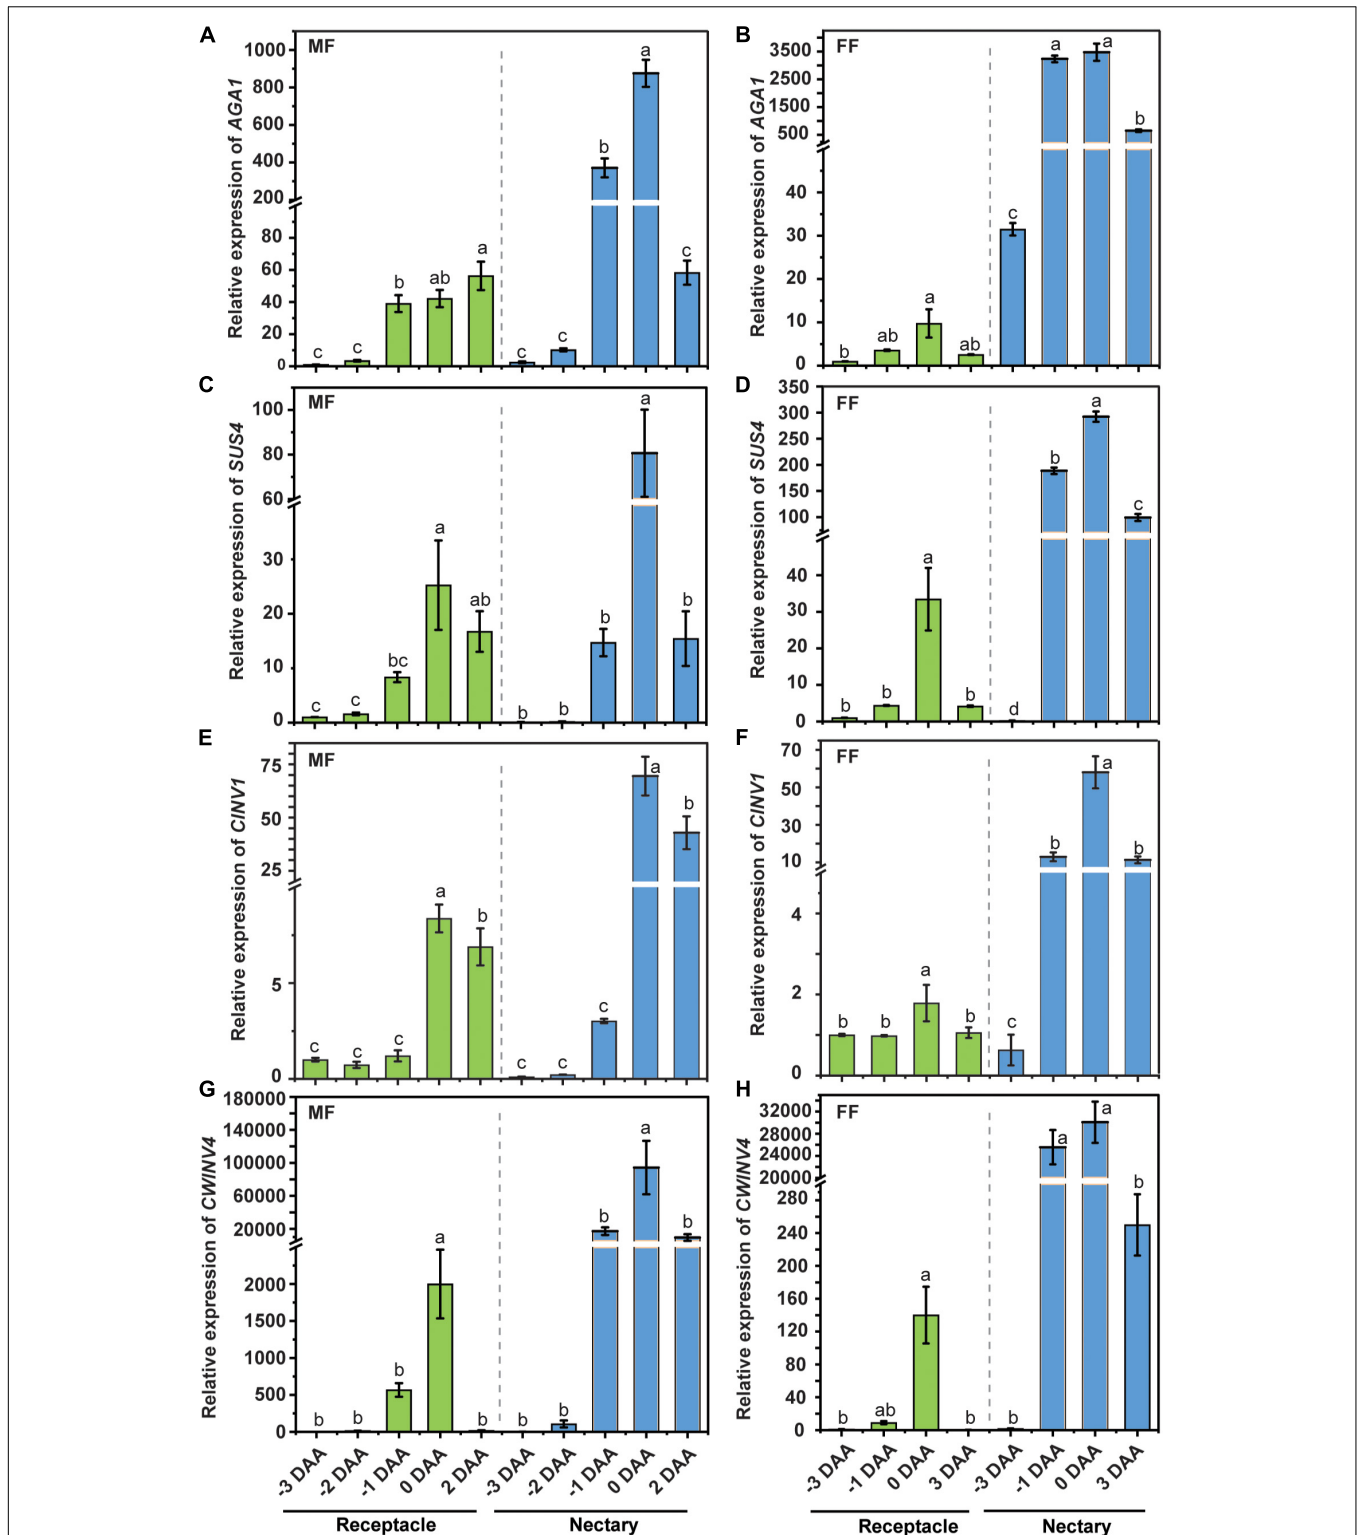 A
MF
Relative expression of AGA1
1000
800
600
400
200
80
60
40
20
0
c c b ab a c c b a c
B
FF
Relative expression of AGA1
3500
2500
1500
500
40
30
20
10
0
b ab a ab c a a b
C
MF
Relative expression of SUS4
100
80
60
30
20
10
0
c c bc a ab b b b a b
D
FF
Relative expression of SUS4
350
300
250
200
150
100
40
30
20
10
0
b b a b d b a c
E
MF
Relative expression of CINV1
75
50
25
5
0
c c c a b c c c a b
F
FF
Relative expression of CINV1
70
50
30
10
4
2
0
b b a b c b a b
G
MF
Relative expression of CWINV4
180000
140000
100000
60000
20000
2000
1500
1000
500
0
b b b a b b b b a b
-3 DAA -2 DAA -1 DAA 0 DAA 2 DAA -3 DAA -2 DAA -1 DAA 0 DAA 2 DAA
Receptacle Nectary
H
FF
Relative expression of CWINV4
32000
28000
24000
20000
280
240
200
160
120
80
40
0
b ab a b b a a b
-3 DAA -1 DAA 0 DAA 3 DAA -3 DAA -1 DAA 0 DAA 3 DAA
Receptacle Nectary